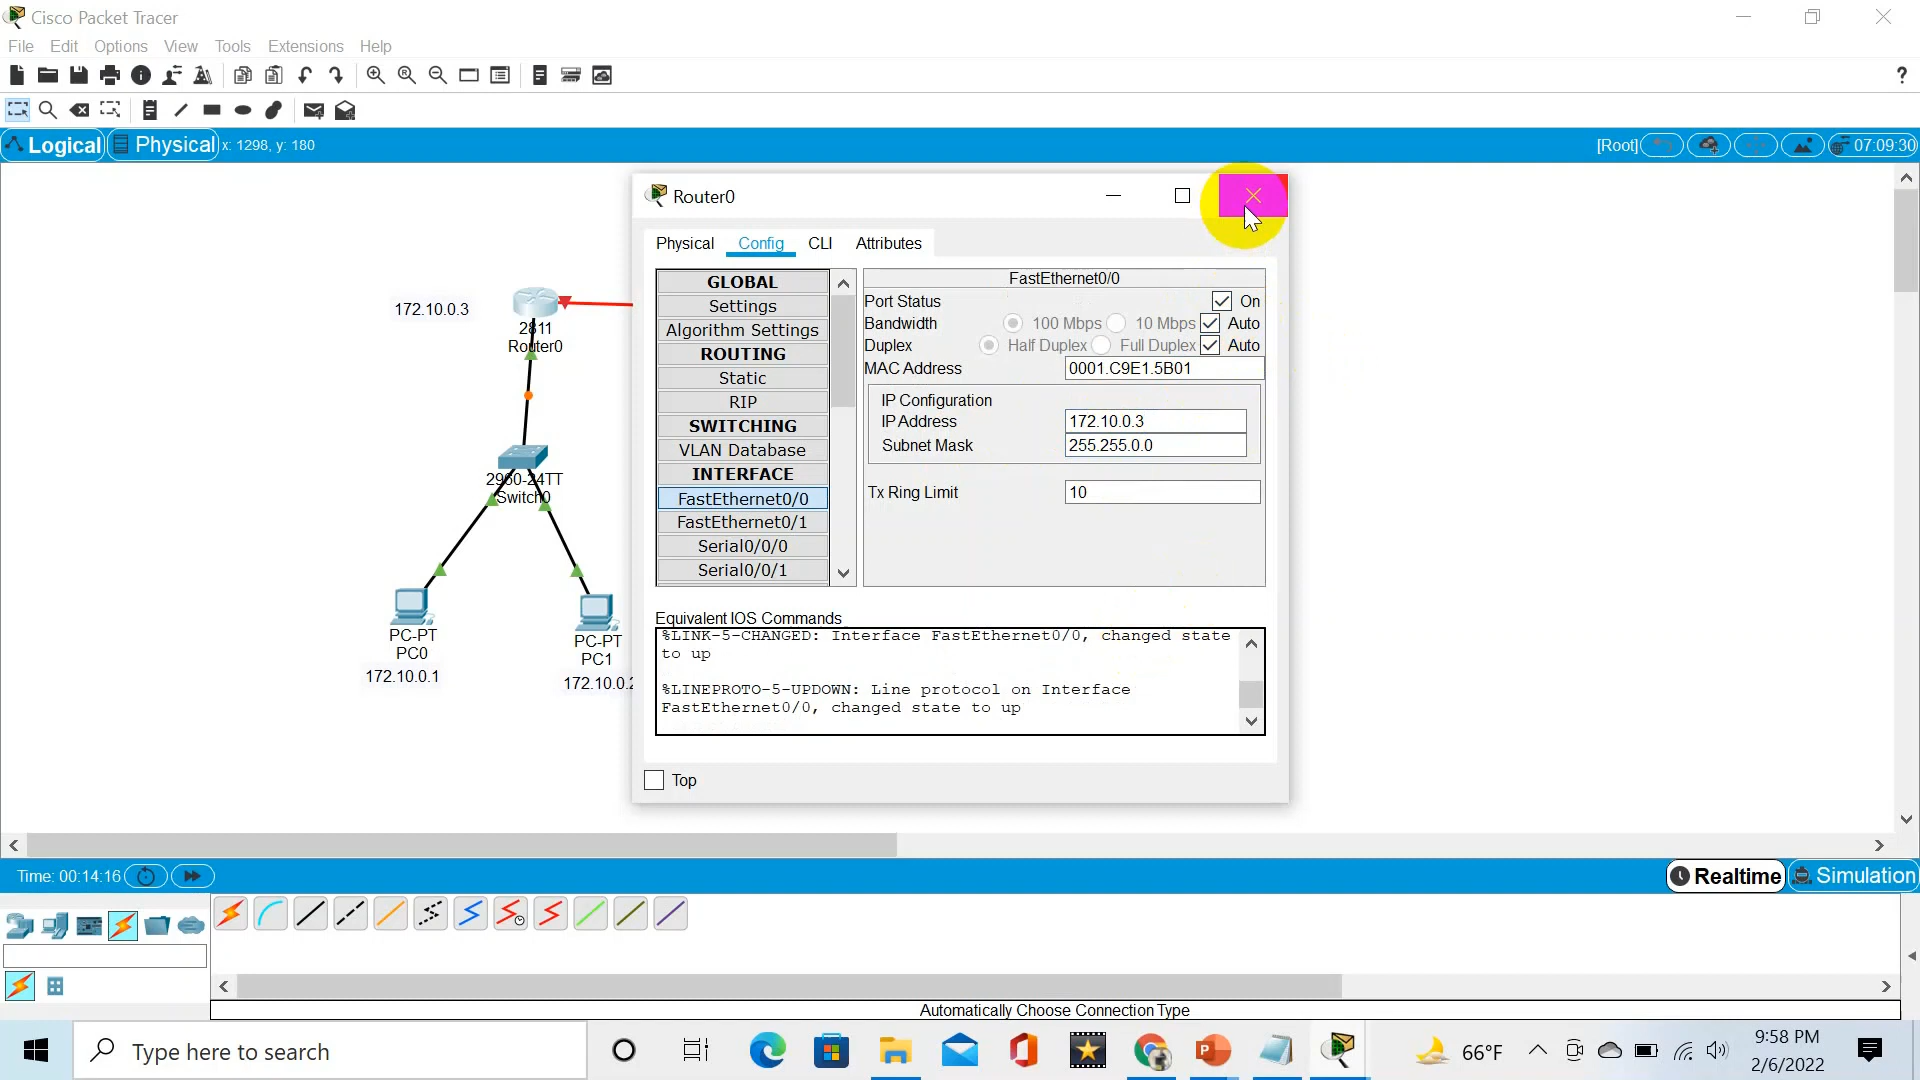 Cisco Packet Tracer
File Edit Options View Tools Extensions Help
?
Logical Physical x: 1298, y: 180 [Root] 07:09:30
Router0
Physical Config CLI Attributes
GLOBAL
Settings
Algorithm Settings
ROUTING
Static
RIP
SWITCHING
VLAN Database
INTERFACE
FastEthernet0/0
FastEthernet0/1
Serial0/0/0
Serial0/0/1
FastEthernet0/0
Port Status On
Bandwidth 100 Mbps 10 Mbps Auto
Duplex Half Duplex Full Duplex Auto
MAC Address 0001.C9E1.5B01
IP Configuration
IP Address 172.10.0.3
Subnet Mask 255.255.0.0
Tx Ring Limit 10
Equivalent IOS Commands
%LINK-5-CHANGED: Interface FastEthernet0/0, changed state
to up
%LINEPROTO-5-UPDOWN: Line protocol on Interface
FastEthernet0/0, changed state to up
Top
172.10.0.3
2811
Router0
2960-24TT
Switch0
PC-PT
PC0
172.10.0.1
PC-PT
PC1
172.10.0.2
Time: 00:14:16 Realtime Simulation
Automatically Choose Connection Type
Type here to search
66°F
9:58 PM
2/6/2022